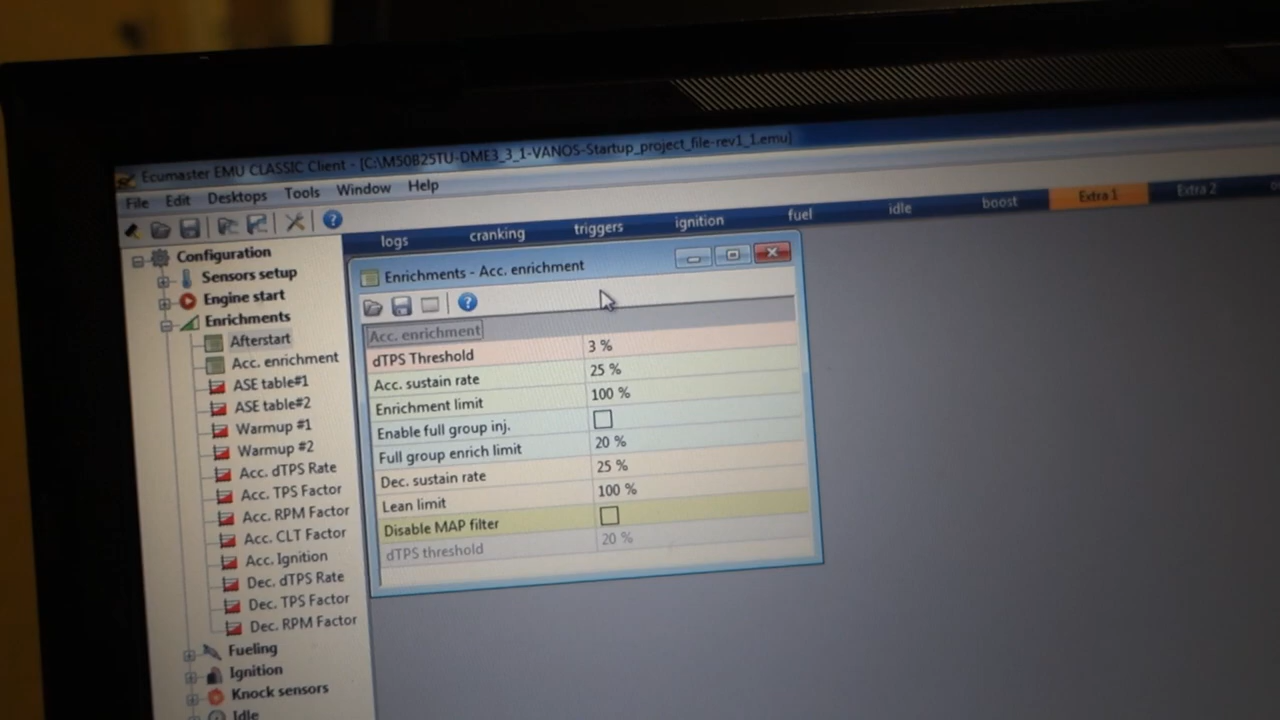 Ecumaster EMU CLASSIC Client - [C:\M50B25TU-DME3_3_1-VANOS-Startup_project_file-rev1_1.emu]
File Edit Desktops Tools Window Help
logs cranking triggers ignition fuel idle boost Extra 1 Extra 2
Configuration
Sensors setup
Engine start
Enrichments
Afterstart
Acc. enrichment
ASE table#1
ASE table#2
Warmup #1
Warmup #2
Acc. dTPS Rate
Acc. TPS Factor
Acc. RPM Factor
Acc. CLT Factor
Acc. Ignition
Dec. dTPS Rate
Dec. TPS Factor
Dec. RPM Factor
Fueling
Ignition
Knock sensors
Idle
Enrichments - Acc. enrichment
Acc. enrichment
dTPS Threshold 3 %
Acc. sustain rate 25 %
Enrichment limit 100 %
Enable full group inj.
Full group enrich limit 20 %
Dec. sustain rate 25 %
Lean limit 100 %
Disable MAP filter
dTPS threshold 20 %